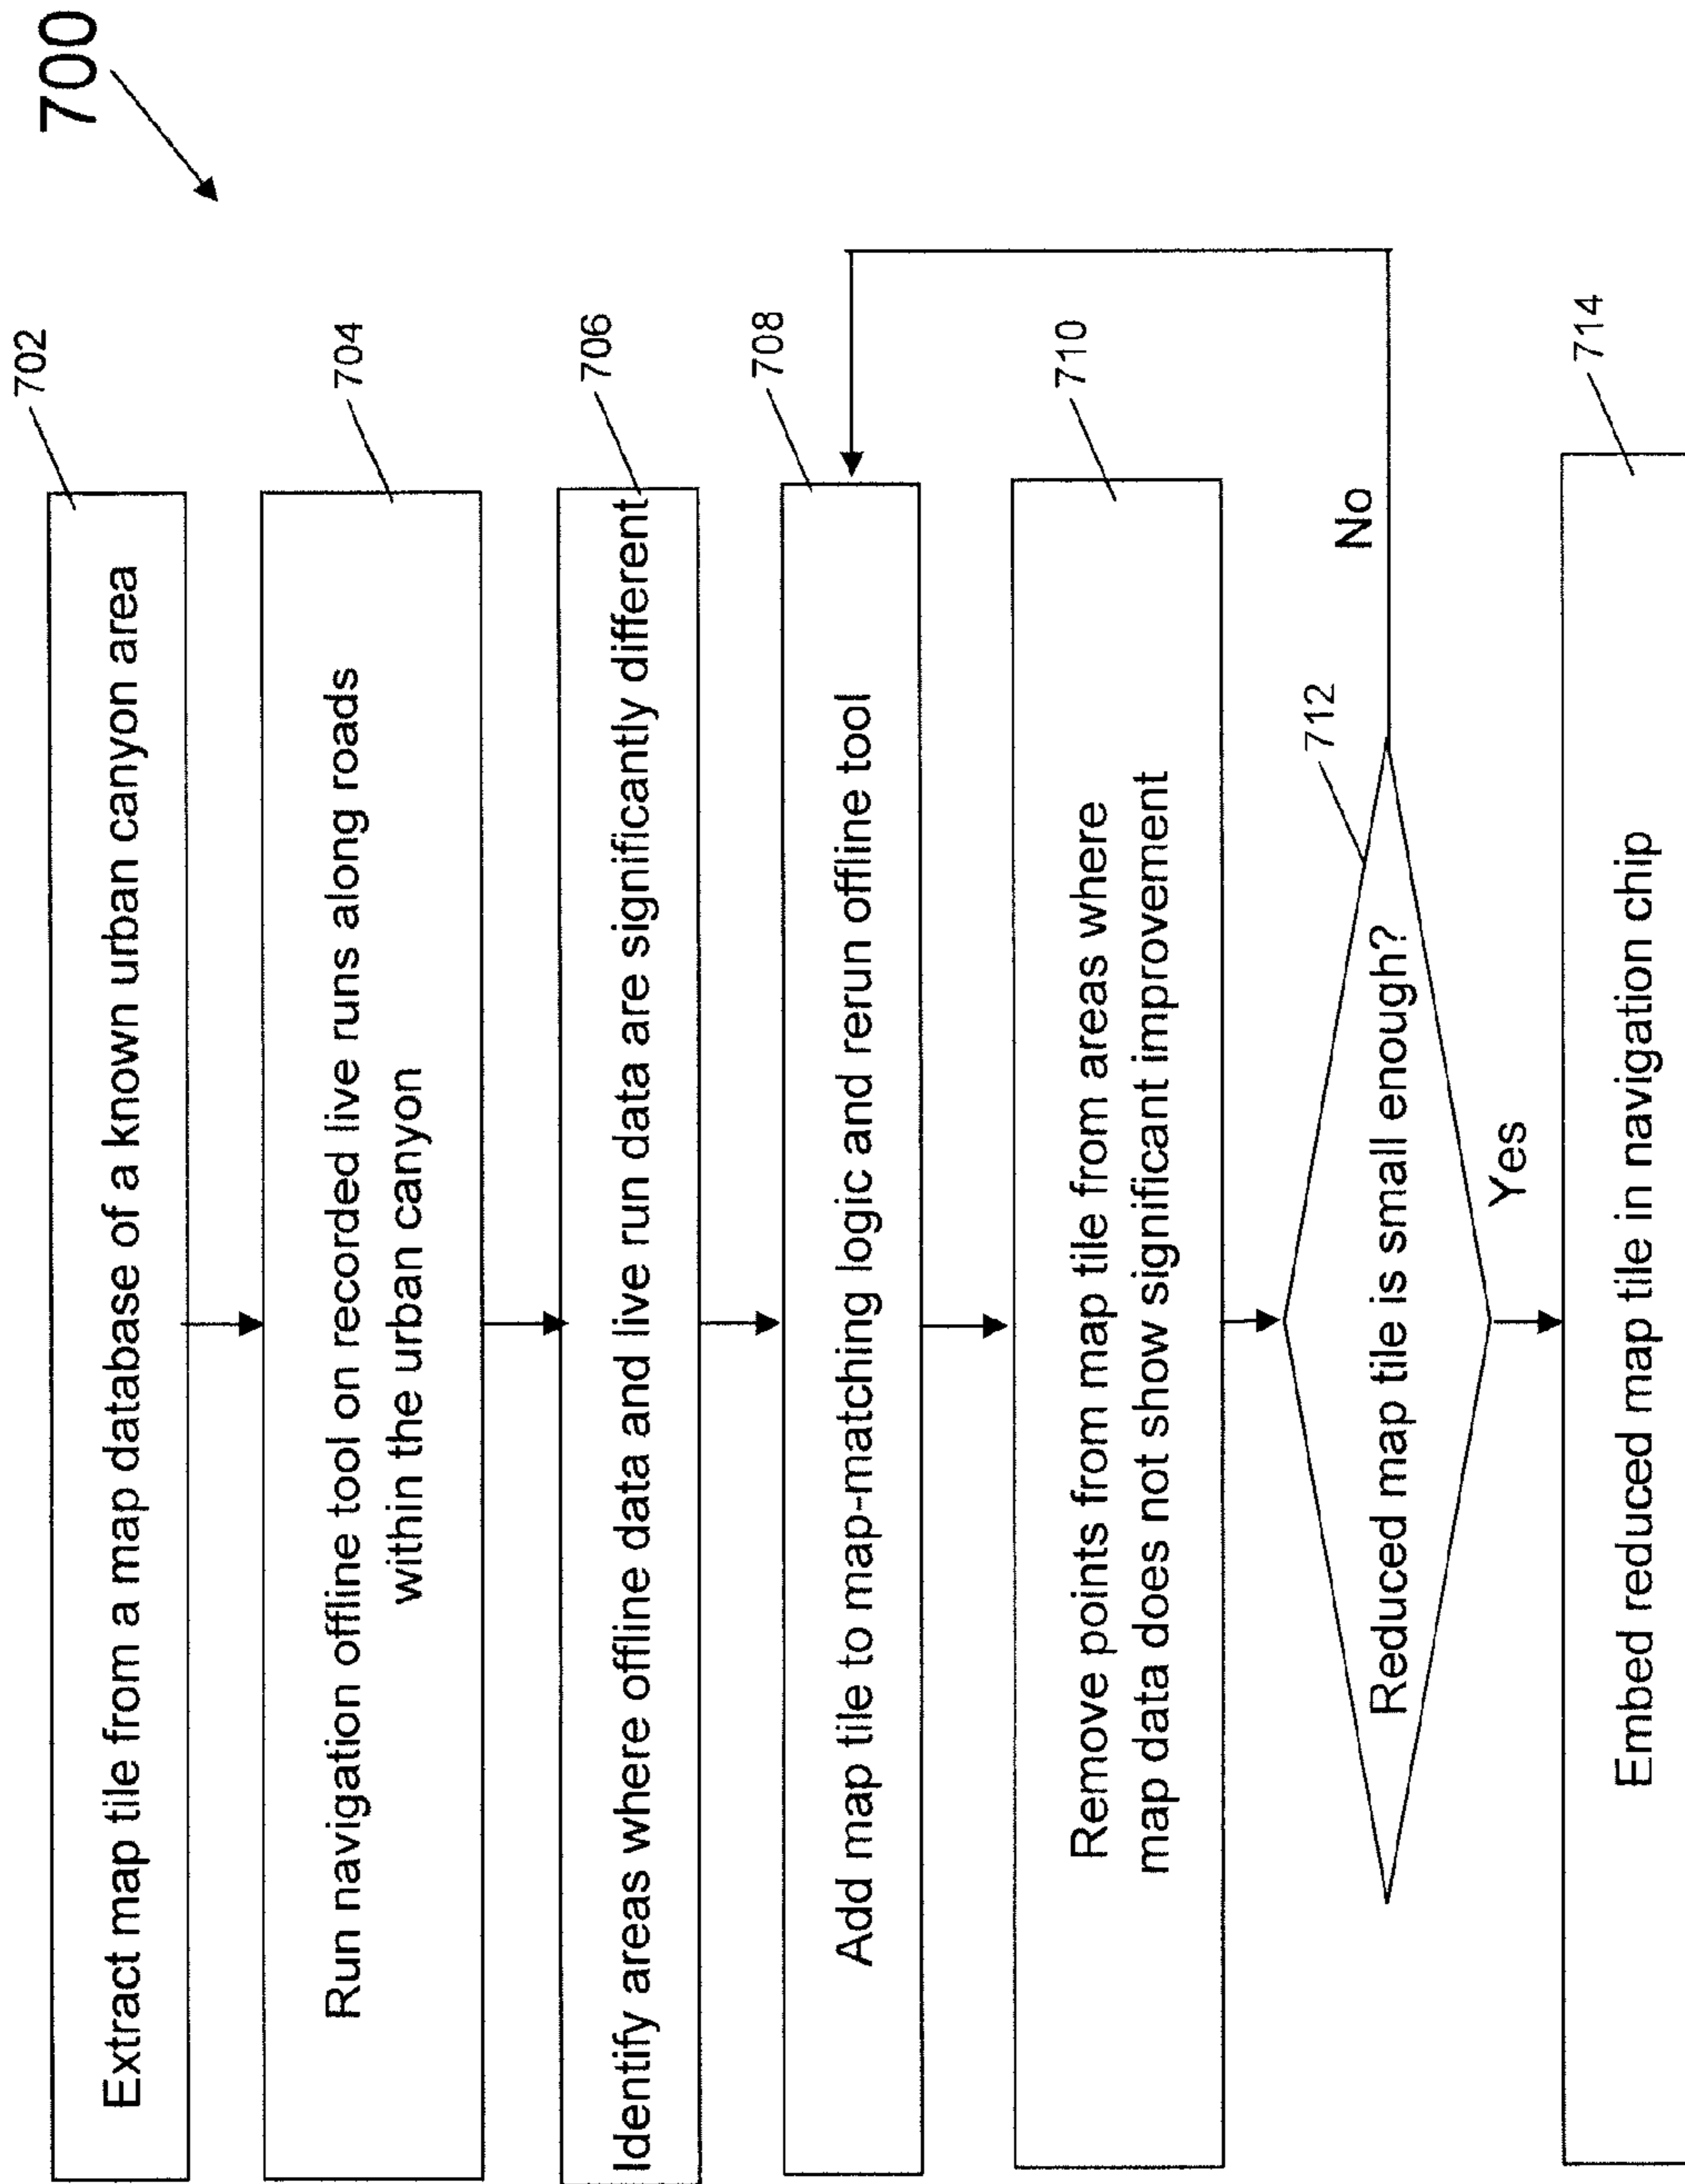 700
702
Extract map tile from a map database of a known urban canyon area
704
Run navigation offline tool on recorded live runs along roads
within the urban canyon
706
Identify areas where offline data and live run data are significantly different
708
Add map tile to map-matching logic and rerun offline tool
710
Remove points from map tile from areas where
map data does not show significant improvement
712
Reduced map tile is small enough?
No
Yes
714
Embed reduced map tile in navigation chip